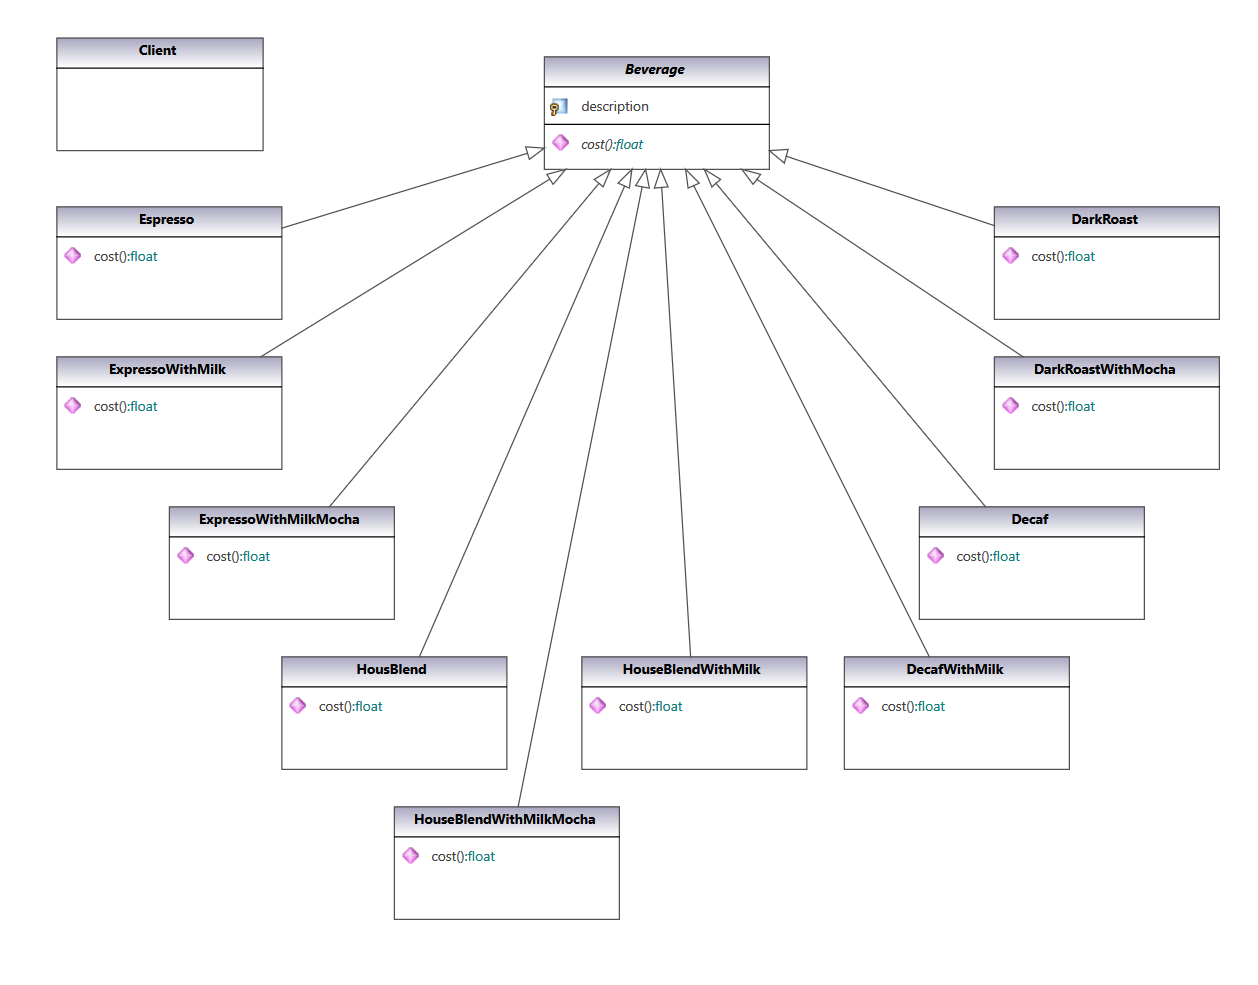 Client
Beverage
description
cost():float
Espresso
cost():float
DarkRoast
cost():float
ExpressoWithMilk
cost():float
DarkRoastWithMocha
cost():float
ExpressoWithMilkMocha
cost():float
Decaf
cost():float
HousBlend
cost():float
HouseBlendWithMilk
cost():float
DecafWithMilk
cost():float
HouseBlendWithMilkMocha
cost():float